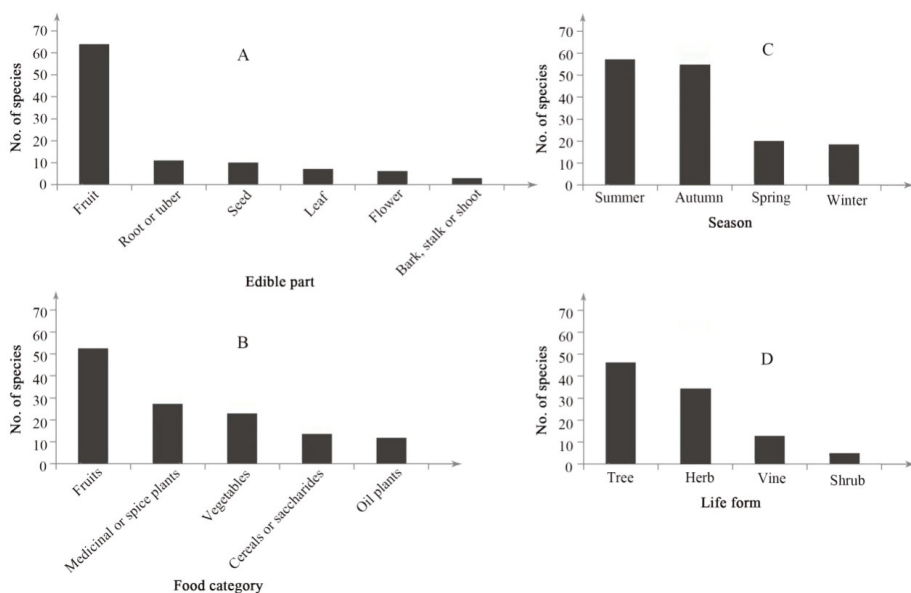 A
No. of species
70
60
50
40
30
20
10
0
Fruit
Root or tuber
Seed
Leaf
Flower
Bark, stalk or shoot
Edible part
C
No. of species
70
60
50
40
30
20
10
0
Summer Autumn Spring Winter
Season
B
No. of species
70
60
50
40
30
20
10
0
Fruits
Medicinal or spice plants
Vegetables
Cereals or saccharides
Oil plants
Food category
D
No. of species
70
60
50
40
30
20
10
0
Tree Herb Vine Shrub
Life form